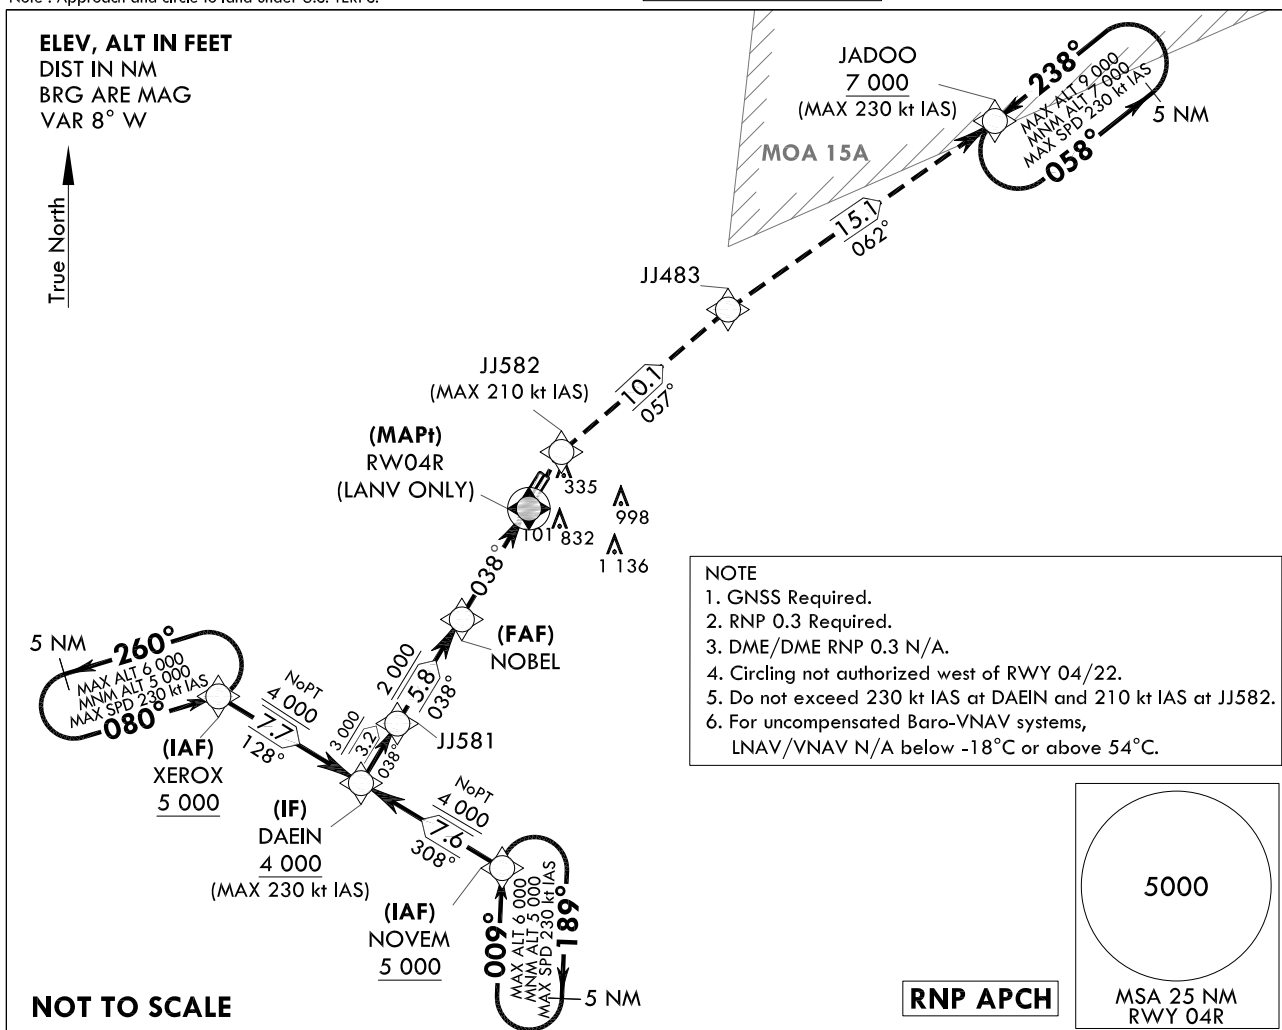 Note : Approach and circle to land under U.S. TERPS.
ELEV, ALT IN FEET
DIST IN NM
BRG ARE MAG
VAR 8° W
True North
JADOO
7 000
(MAX 230 kt IAS)
238°
MAX ALT 9 000
MNM ALT 7 000
MAX SPD 230 kt IAS
058°
5 NM
MOA 15A
15.1
062°
JJ483
JJ582
(MAX 210 kt IAS)
10.1
057°
(MAPt)
RW04R
(LANV ONLY)
335
998
101
832
1 136
038°
NOTE
1. GNSS Required.
2. RNP 0.3 Required.
3. DME/DME RNP 0.3 N/A.
4. Circling not authorized west of RWY 04/22.
5. Do not exceed 230 kt IAS at DAEIN and 210 kt IAS at JJ582.
6. For uncompensated Baro-VNAV systems,
LNAV/VNAV N/A below -18°C or above 54°C.
(FAF)
NOBEL
2 000
5.8
038°
5 NM
260°
MAX ALT 6 000
MNM ALT 5 000
MAX SPD 230 kt IAS
080°
NoPT
4 000
7.7
128°
3 000
3.2
038°
JJ581
(IAF)
XEROX
5 000
(IF)
DAEIN
4 000
(MAX 230 kt IAS)
NoPT
4 000
7.6
308°
(IAF)
NOVEM
5 000
009°
MAX ALT 6 000
MNM ALT 5 000
MAX SPD 230 kt IAS
189°
5 NM
5000
MSA 25 NM
RWY 04R
RNP APCH
NOT TO SCALE